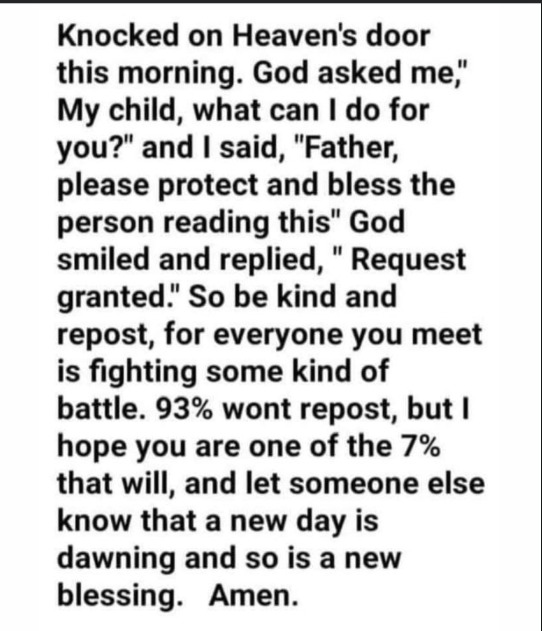 Knocked on Heaven's door
this morning. God asked me,"
My child, what can I do for
you?" and I said, "Father,
please protect and bless the
person reading this" God
smiled and replied, " Request
granted." So be kind and
repost, for everyone you meet
is fighting some kind of
battle. 93% wont repost, but I
hope you are one of the 7%
that will, and let someone else
know that a new day is
dawning and so is a new
blessing.   Amen.